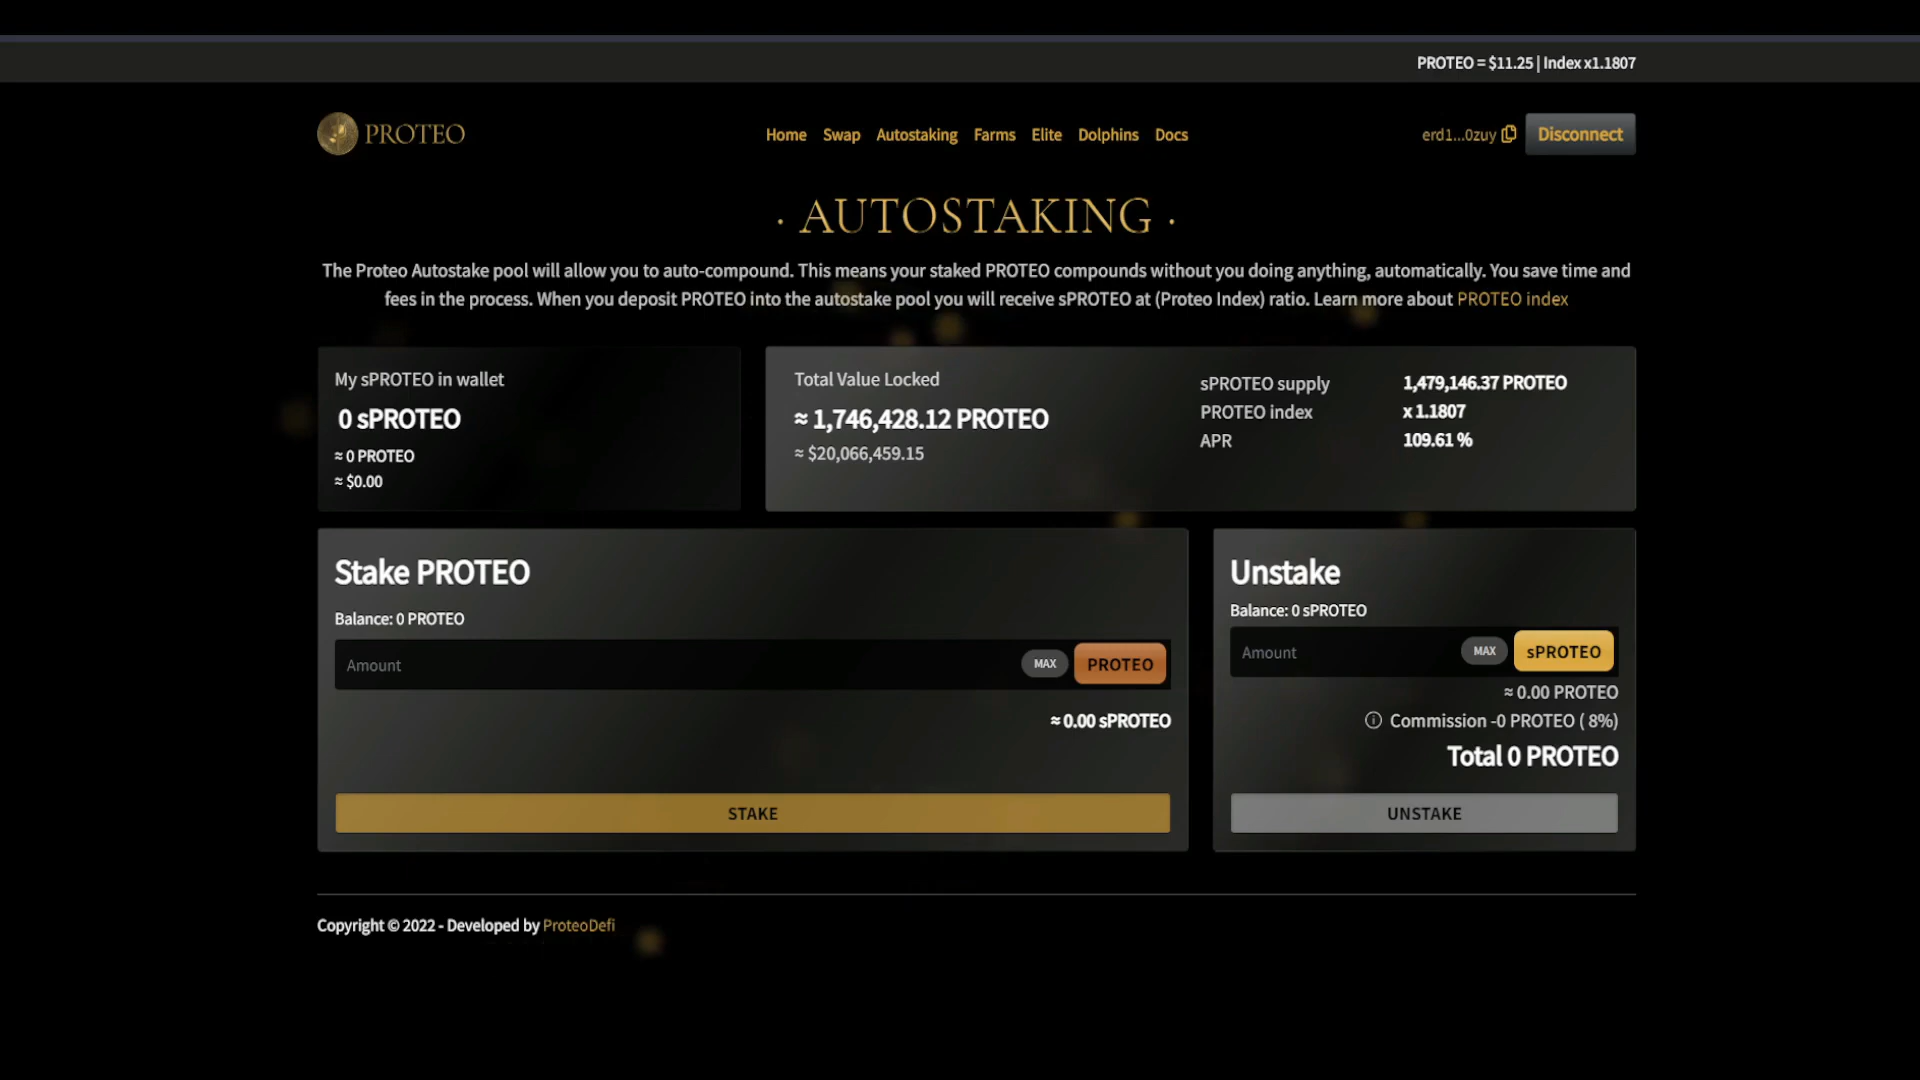 PROTEO = $11.25 | Index x1.1807
PROTEO
Home Swap Autostaking Farms Elite Dolphins Docs
erd1...0zuy Disconnect
· AUTOSTAKING ·
The Proteo Autostake pool will allow you to auto-compound. This means your staked PROTEO compounds without you doing anything, automatically. You save time and
fees in the process. When you deposit PROTEO into the autostake pool you will receive sPROTEO at (Proteo Index) ratio. Learn more about PROTEO index
My sPROTEO in wallet
0 sPROTEO
≈ 0 PROTEO
≈ $0.00
Total Value Locked
≈ 1,746,428.12 PROTEO
≈ $20,066,459.15
sPROTEO supply 1,479,146.37 PROTEO
PROTEO index x 1.1807
APR 109.61 %
Stake PROTEO
Balance: 0 PROTEO
Amount MAX PROTEO
≈ 0.00 sPROTEO
STAKE
Unstake
Balance: 0 sPROTEO
Amount MAX sPROTEO
≈ 0.00 PROTEO
Commission -0 PROTEO ( 8%)
Total 0 PROTEO
UNSTAKE
Copyright © 2022 - Developed by ProteoDefi